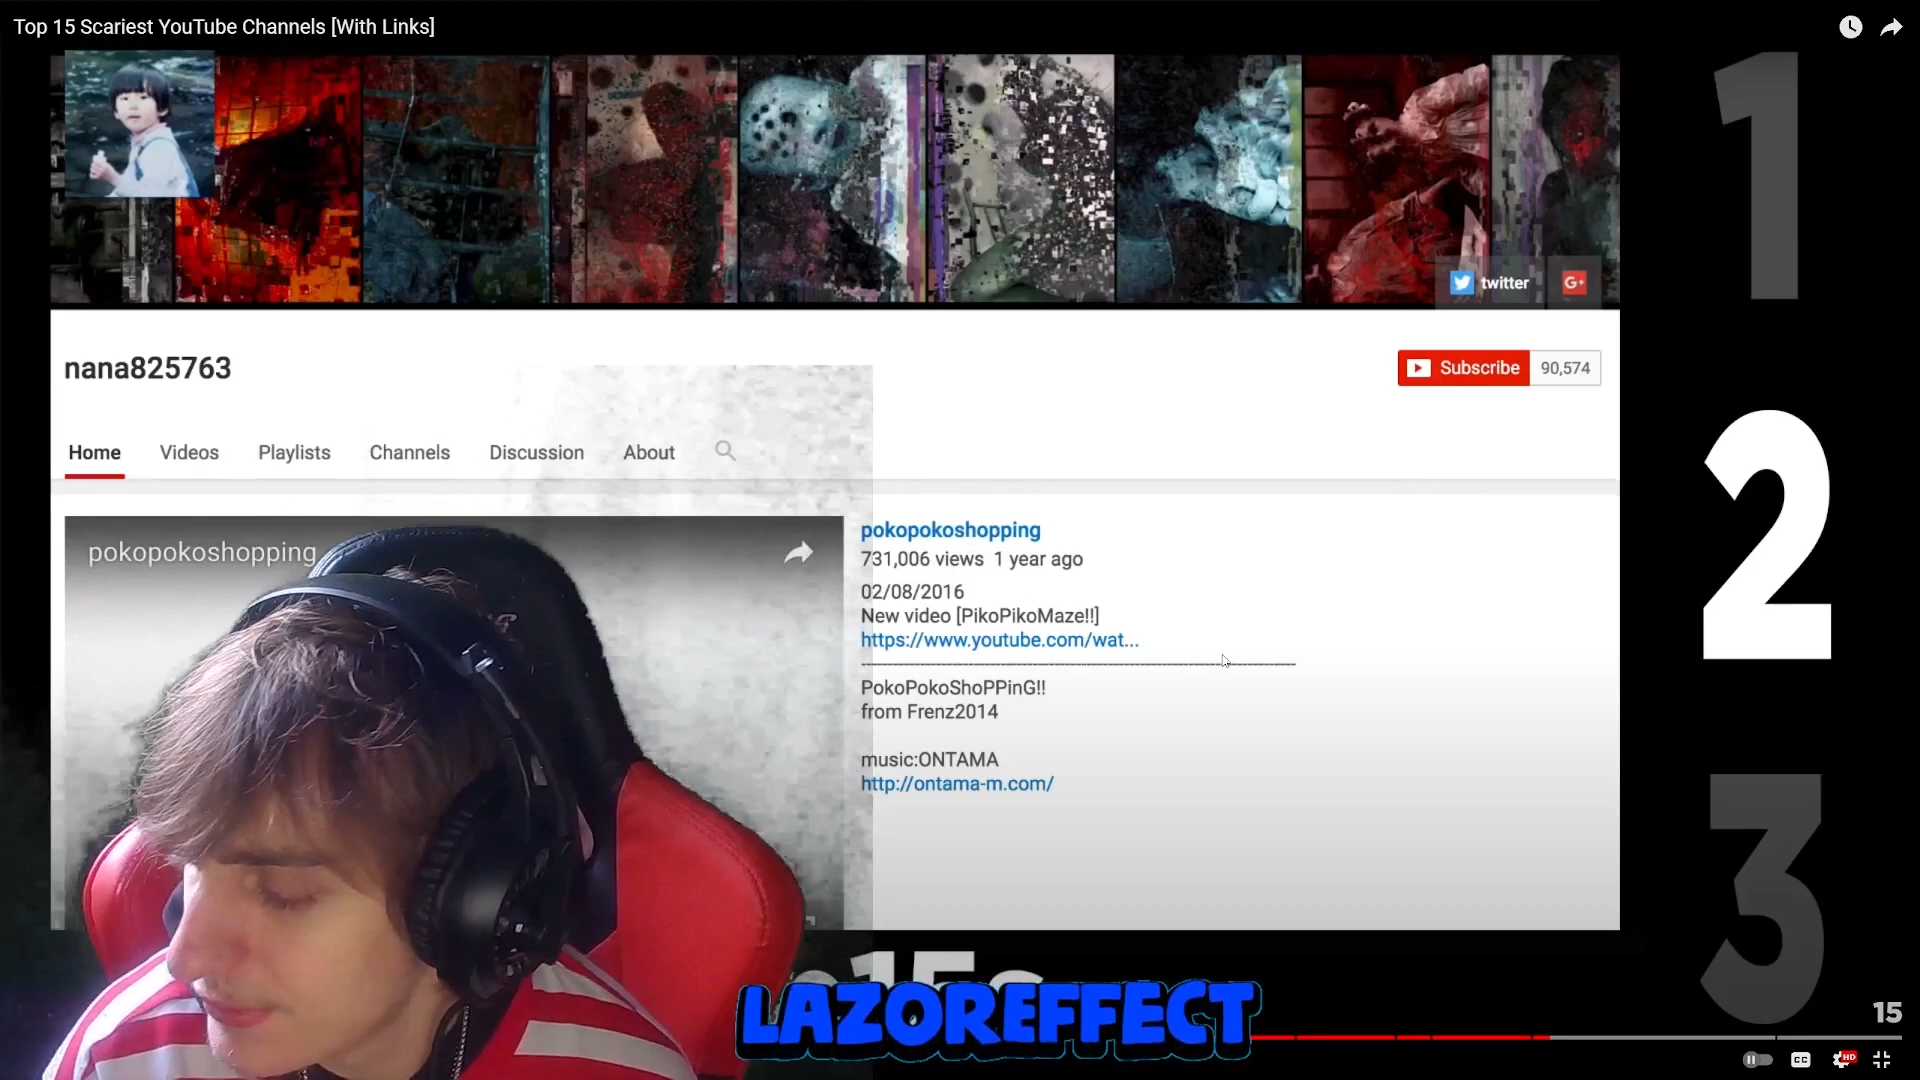 Top 15 Scariest YouTube Channels [With Links]
1
twitter
G+
nana825763
Subscribe 90,574
Home Videos Playlists Channels Discussion About
2
pokopokoshopping
pokopokoshopping
731,006 views 1 year ago
02/08/2016
New video [PikoPikoMaze!!]
https://www.youtube.com/wat...
PokoPokoShoPPinG!!
from Frenz2014
music:ONTAMA
http://ontama-m.com/
3
LAZOREFFECT
15
CC
HD